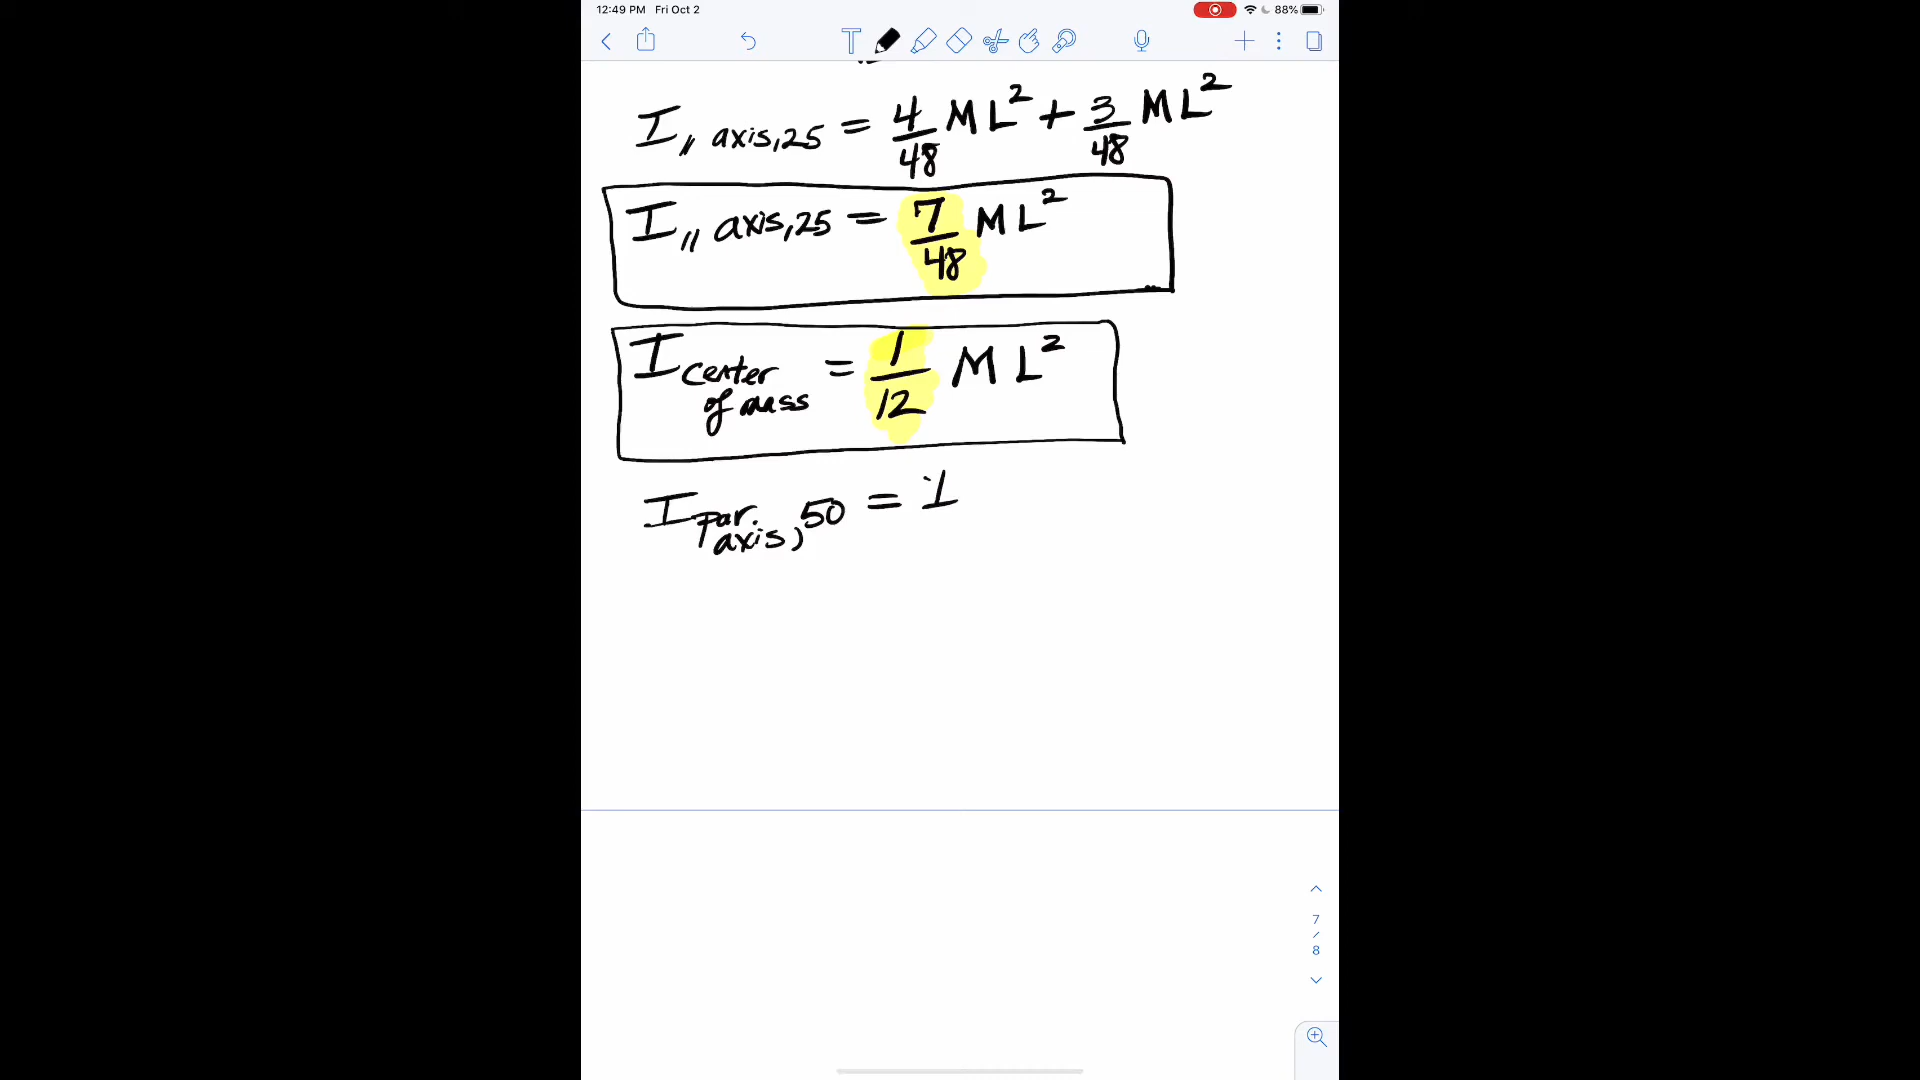 12:49 PM Fri Oct 2 88%
T
I // axis,25 = 4/48 ML² + 3/48 ML²
I // axis,25 = 7/48 ML²
I center of mass = 1/12 ML²
I par. axis, 50 = 1
7
/
8